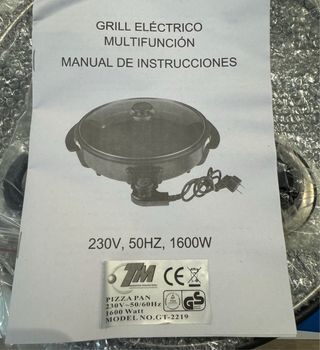 GRILL ELÉCTRICO
MULTIFUNCIÓN
MANUAL DE INSTRUCCIONES
230V, 50HZ, 1600W
TM CE
PIZZA PAN
230V~50/60Hz
1600 Watt
MODEL NO.GT-2219
GS